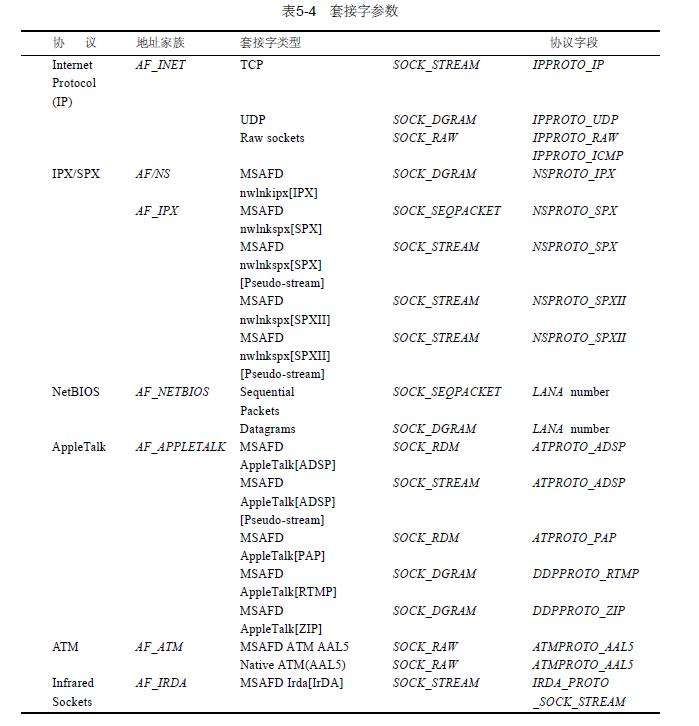 表5-4 套接字参数
协 议 地址家族 套接字类型 协议字段
Internet AF_INET TCP SOCK_STREAM IPPROTO_IP
Protocol
(IP)
UDP SOCK_DGRAM IPPROTO_UDP
Raw sockets SOCK_RAW IPPROTO_RAW
IPPROTO_ICMP
IPX/SPX AF/NS MSAFD SOCK_DGRAM NSPROTO_IPX
nwlnkipx[IPX]
AF_IPX MSAFD SOCK_SEQPACKET NSPROTO_SPX
nwlnkspx[SPX]
MSAFD SOCK_STREAM NSPROTO_SPX
nwlnkspx[SPX]
[Pseudo-stream]
MSAFD SOCK_STREAM NSPROTO_SPXII
nwlnkspx[SPXII]
MSAFD SOCK_STREAM NSPROTO_SPXII
nwlnkspx[SPXII]
[Pseudo-stream]
NetBIOS AF_NETBIOS Sequential SOCK_SEQPACKET LANA number
Packets
Datagrams SOCK_DGRAM LANA number
AppleTalk AF_APPLETALK MSAFD SOCK_RDM ATPROTO_ADSP
AppleTalk[ADSP]
MSAFD SOCK_STREAM ATPROTO_ADSP
AppleTalk[ADSP]
[Pseudo-stream]
MSAFD SOCK_RDM ATPROTO_PAP
AppleTalk[PAP]
MSAFD SOCK_DGRAM DDPPROTO_RTMP
AppleTalk[RTMP]
MSAFD SOCK_DGRAM DDPPROTO_ZIP
AppleTalk[ZIP]
ATM AF_ATM MSAFD ATM AAL5 SOCK_RAW ATMPROTO_AAL5
Native ATM(AAL5) SOCK_RAW ATMPROTO_AAL5
Infrared AF_IRDA MSAFD Irda[IrDA] SOCK_STREAM IRDA_PROTO
Sockets _SOCK_STREAM